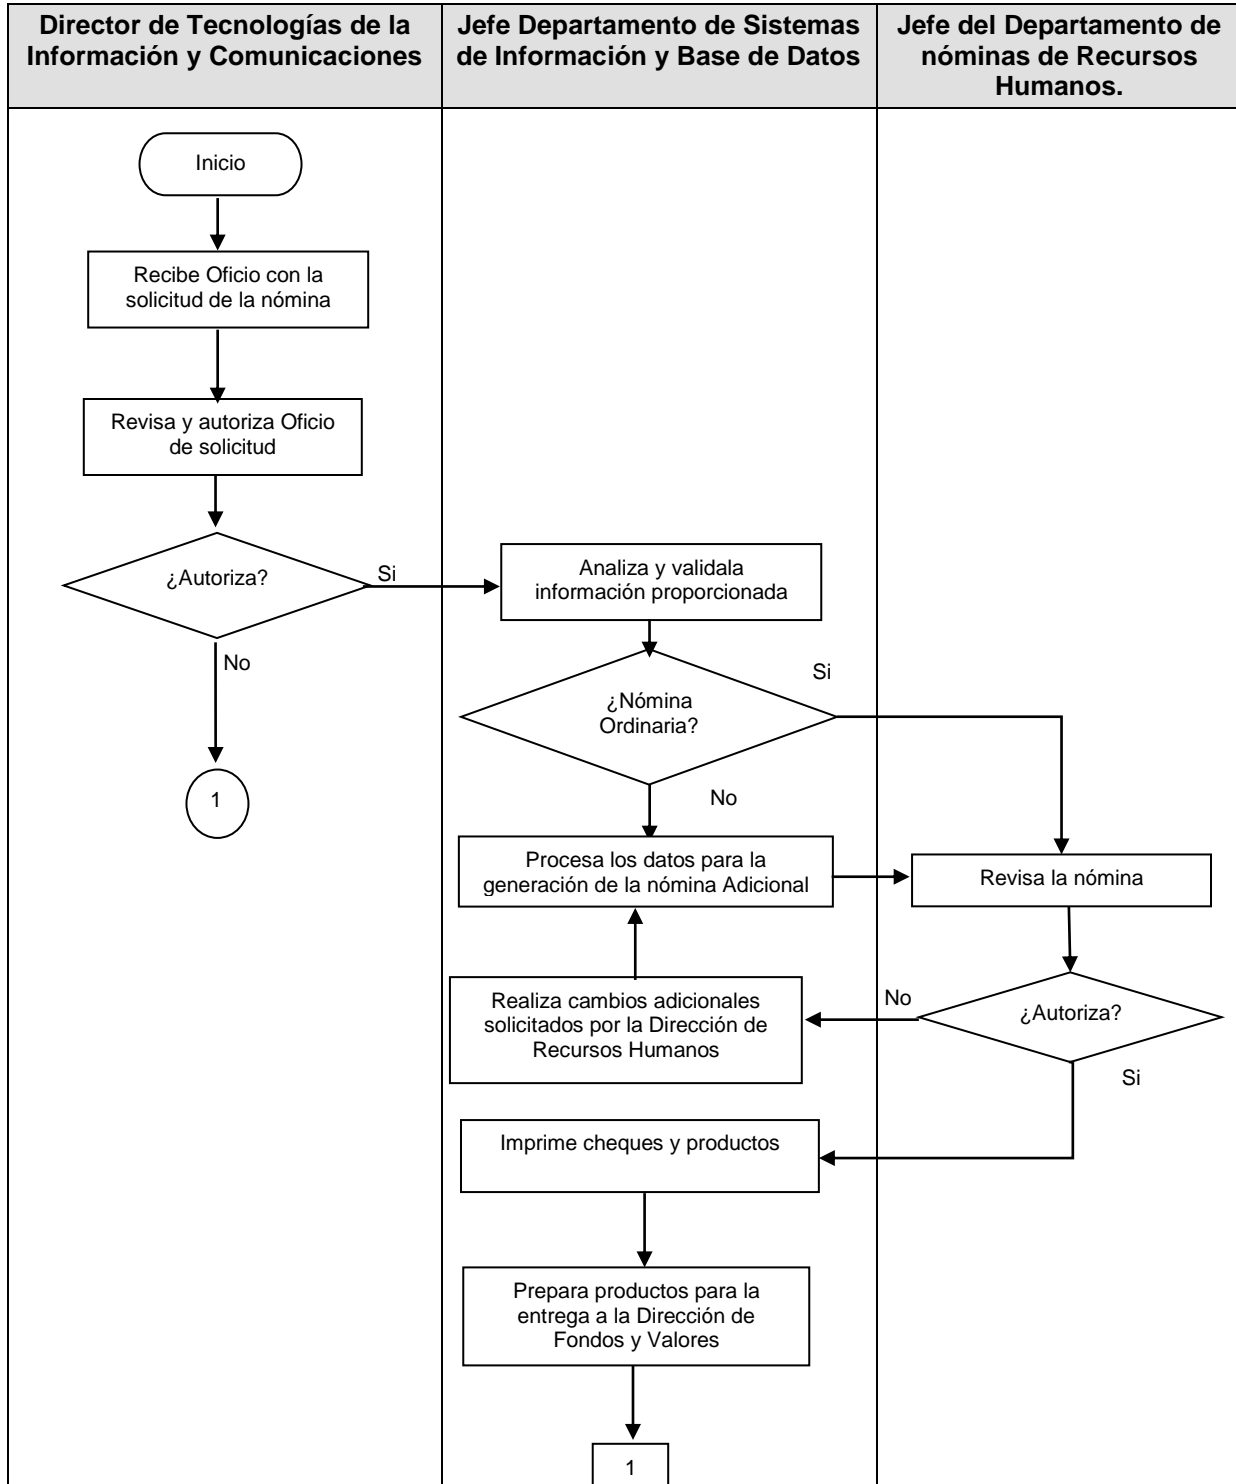 Director de Tecnologías de la
Información y Comunicaciones
Jefe Departamento de Sistemas
de Información y Base de Datos
Jefe del Departamento de
nóminas de Recursos
Humanos.
Inicio
Recibe Oficio con la
solicitud de la nómina
Revisa y autoriza Oficio
de solicitud
¿Autoriza?
Si
No
1
Analiza y validala
información proporcionada
¿Nómina
Ordinaria?
Si
No
Procesa los datos para la
generación de la nómina Adicional
Revisa la nómina
¿Autoriza?
No
Si
Realiza cambios adicionales
solicitados por la Dirección de
Recursos Humanos
Imprime cheques y productos
Prepara productos para la
entrega a la Dirección de
Fondos y Valores
1